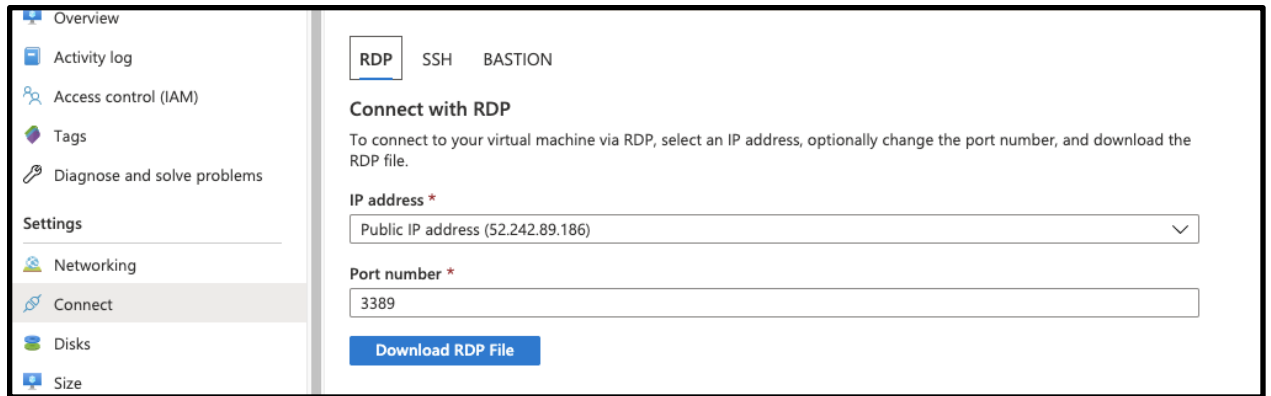 Overview
Activity log
Access control (IAM)
Tags
Diagnose and solve problems
Settings
Networking
Connect
Disks
Size
RDP SSH BASTION
Connect with RDP
To connect to your virtual machine via RDP, select an IP address, optionally change the port number, and download the
RDP file.
IP address *
Public IP address (52.242.89.186)
Port number *
3389
Download RDP File